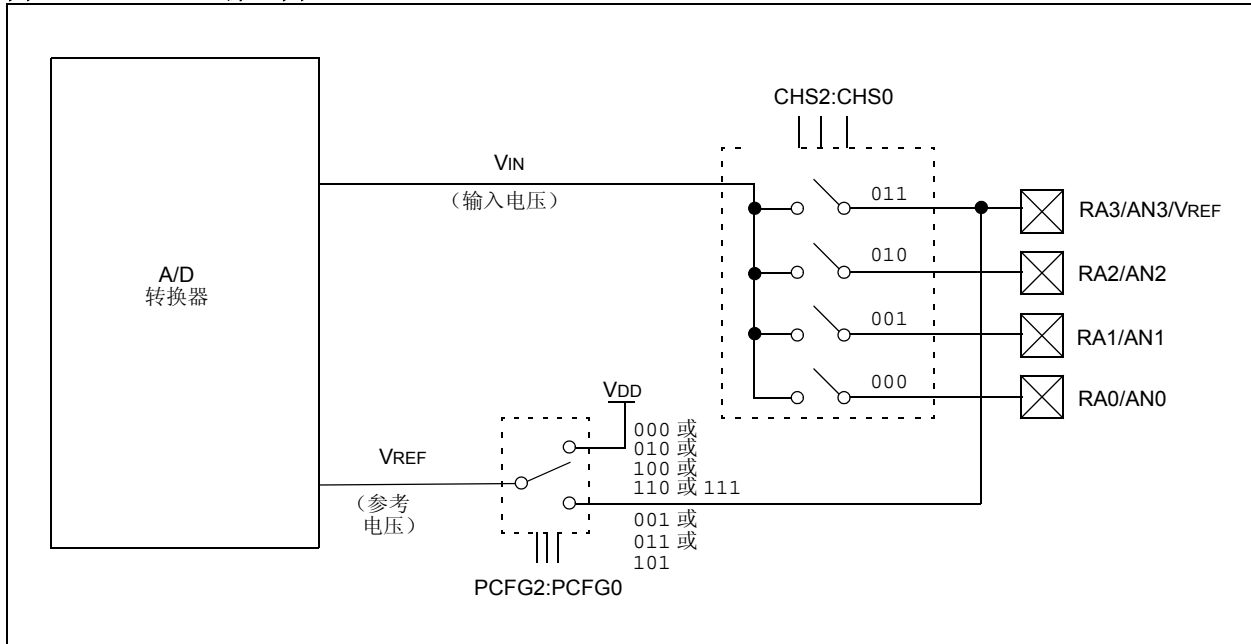 CHS2:CHS0
VIN
（输入电压）
011
RA3/AN3/VREF
010
RA2/AN2
A/D
转换器
001
RA1/AN1
000
RA0/AN0
VDD
000 或
010 或
100 或
110 或 111
VREF
（参考
电压）
001 或
011 或
101
PCFG2:PCFG0